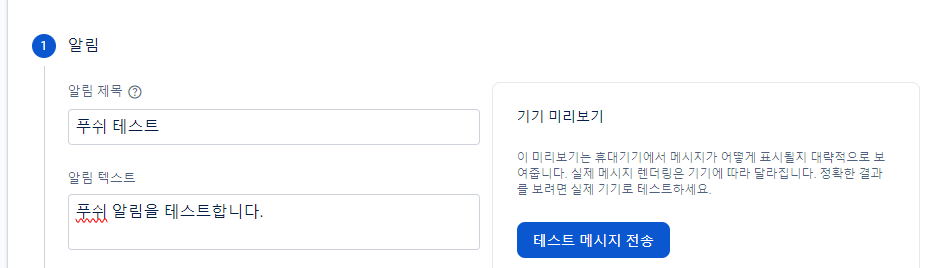 1 알림
알림 제목 ?
푸쉬 테스트
알림 텍스트
푸쉬 알림을 테스트합니다.
기기 미리보기
이 미리보기는 휴대기기에서 메시지가 어떻게 표시될지 대략적으로 보
여줍니다. 실제 메시지 렌더링은 기기에 따라 달라집니다. 정확한 결과
를 보려면 실제 기기로 테스트하세요.
테스트 메시지 전송